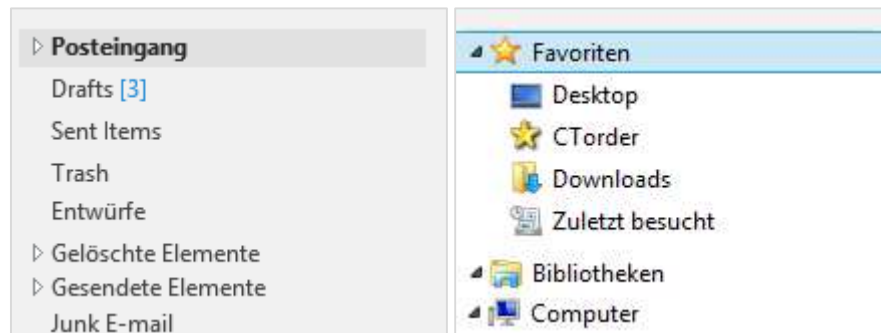 Posteingang
Drafts [3]
Sent Items
Trash
Entwürfe
Gelöschte Elemente
Gesendete Elemente
Junk E-mail
Favoriten
Desktop
CTorder
Downloads
Zuletzt besucht
Bibliotheken
Computer